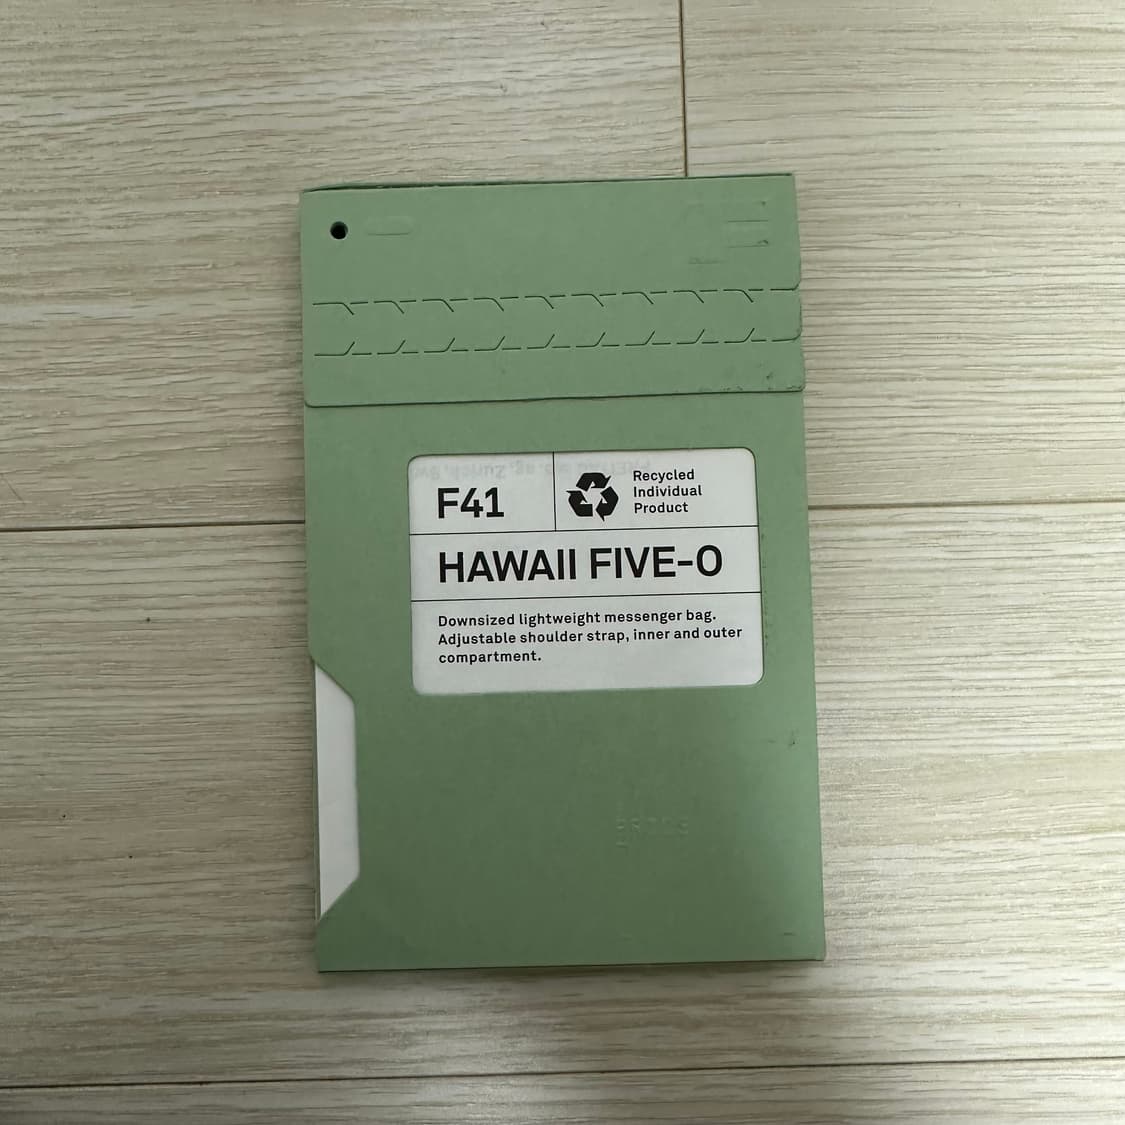 F41
Recycled
Individual
Product
HAWAII FIVE-O
Downsized lightweight messenger bag.
Adjustable shoulder strap, inner and outer
compartment.